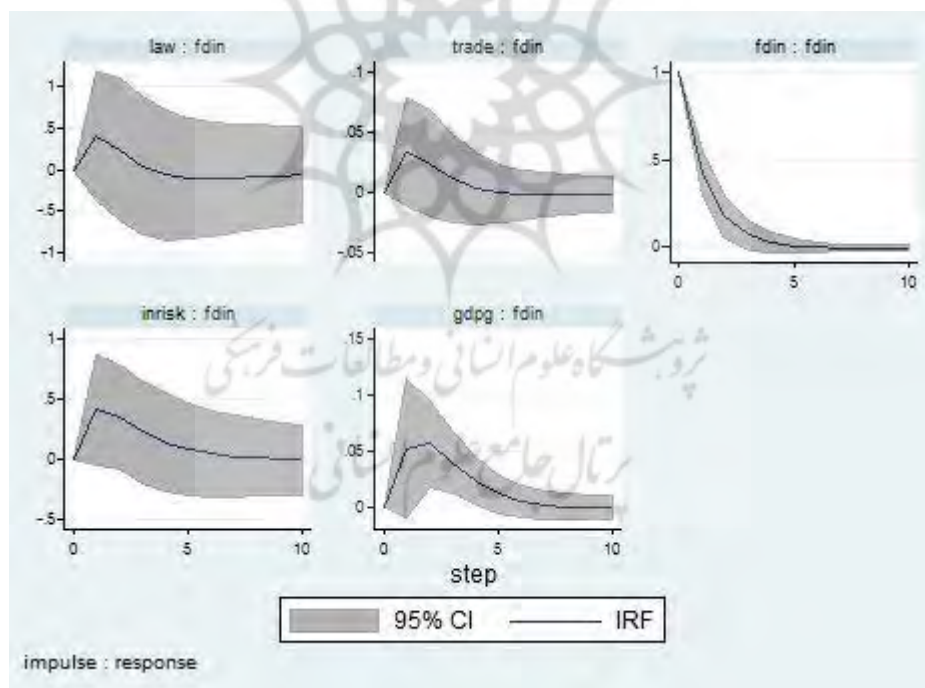 law : fdin
trade : fdin
fdin : fdin
1
.5
0
-.5
-1
.1
.05
0
-.05
1
.5
0
0
5
10
inrisk : fdin
gdpg : fdin
1
.5
0
-.5
.15
.1
.05
0
0
5
10
0
5
10
پژوهشگاه علوم انسانی و مطالعات فرهنگی
پرتال جامع علوم انسانی
step
95% CI
IRF
impulse : response